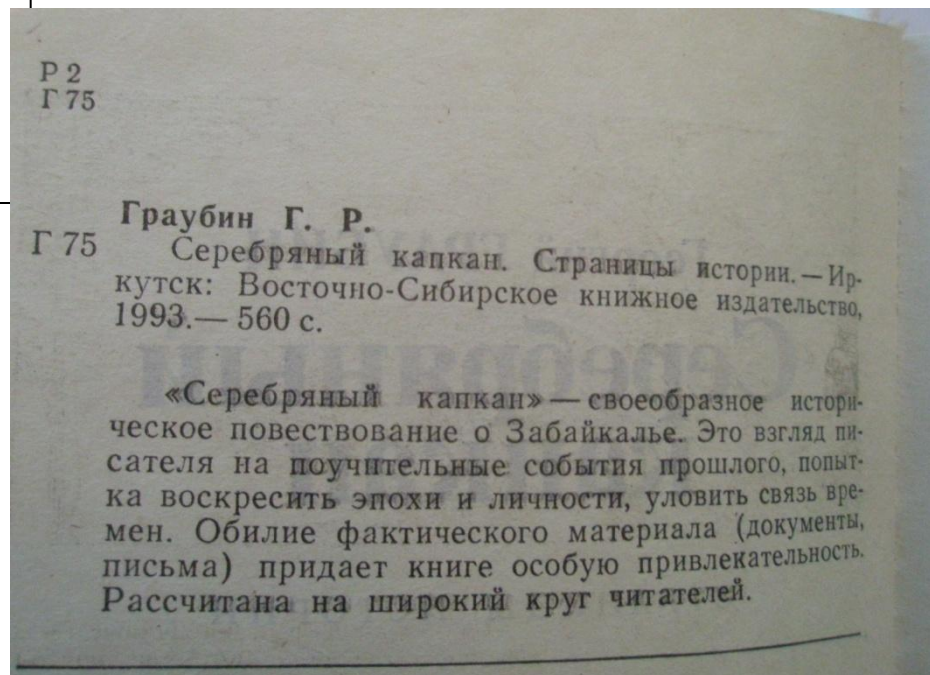 Р 2
Г 75
Граубин Г. Р.
Г 75 Серебряный капкан. Страницы истории. — Ир-
кутск: Восточно-Сибирское книжное издательство,
1993. — 560 с.
«Серебряный капкан» — своеобразное истори-
ческое повествование о Забайкалье. Это взгляд пи-
сателя на поучительные события прошлого, попыт-
ка воскресить эпохи и личности, уловить связь вре-
мен. Обилие фактического материала (документы,
письма) придает книге особую привлекательность.
Рассчитана на широкий круг читателей.